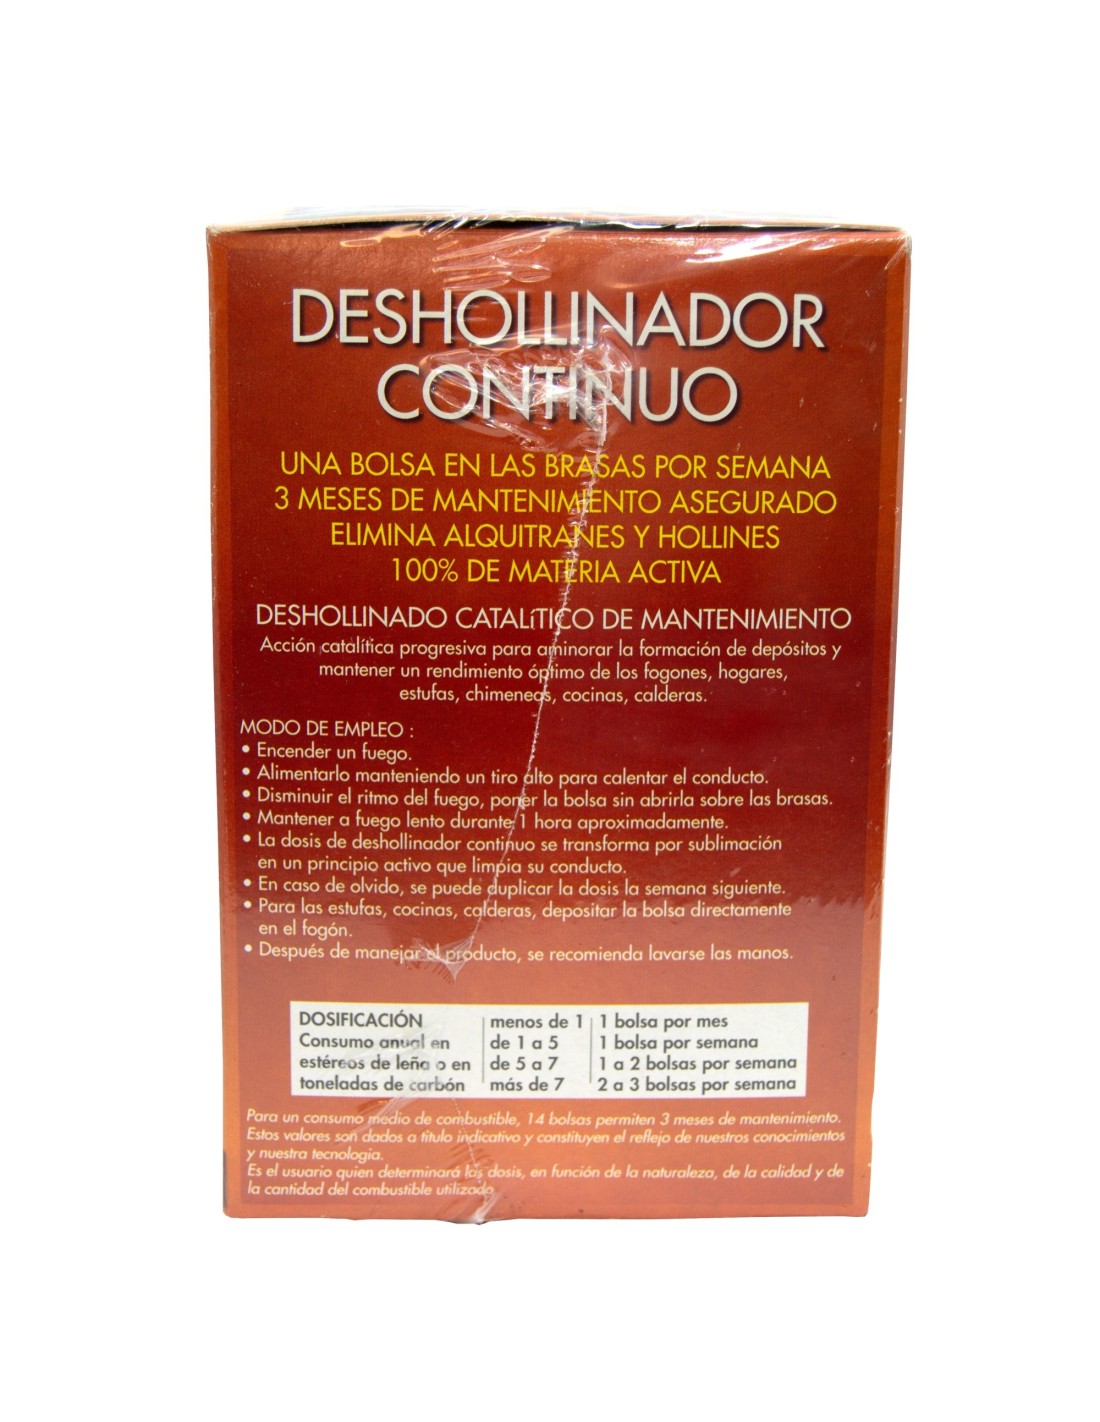 DESHOLLINADOR
CONTINUO
UNA BOLSA EN LAS BRASAS POR SEMANA
3 MESES DE MANTENIMIENTO ASEGURADO
ELIMINA ALQUITRANES Y HOLLINES
100% DE MATERIA ACTIVA
DESHOLLINADO CATALíTICO DE MANTENIMIENTO
Acción catalítica progresiva para aminorar la formación de depósitos y
mantener un rendimiento óptimo de los fogones, hogares,
estufas, chimeneas, cocinas, calderas.
MODO DE EMPLEO :
• Encender un fuego.
• Alimentarlo manteniendo un tiro alto para calentar el conducto.
• Disminuir el ritmo del fuego, poner la bolsa sin abrirla sobre las brasas.
• Mantener a fuego lento durante 1 hora aproximadamente.
• La dosis de deshollinador continuo se transforma por sublimación
en un principio activo que limpia su conducto.
• En caso de olvido, se puede duplicar la dosis la semana siguiente.
• Para las estufas, cocinas, calderas, depositar la bolsa directamente
en el fogón.
• Después de manejar el producto, se recomienda lavarse las manos.
DOSIFICACIÓN menos de 1 1 bolsa por mes
Consumo anual en de 1 a 5 1 bolsa por semana
estéreos de leña o en de 5 a 7 1 a 2 bolsas por semana
toneladas de carbón más de 7 2 a 3 bolsas por semana
Para un consumo medio de combustible, 14 bolsas permiten 3 meses de mantenimiento.
Estos valores son dados a título indicativo y constituyen el reflejo de nuestros conocimientos
y nuestra tecnología.
Es el usuario quien determinará las dosis, en función de la naturaleza, de la calidad y de
la cantidad del combustible utilizado